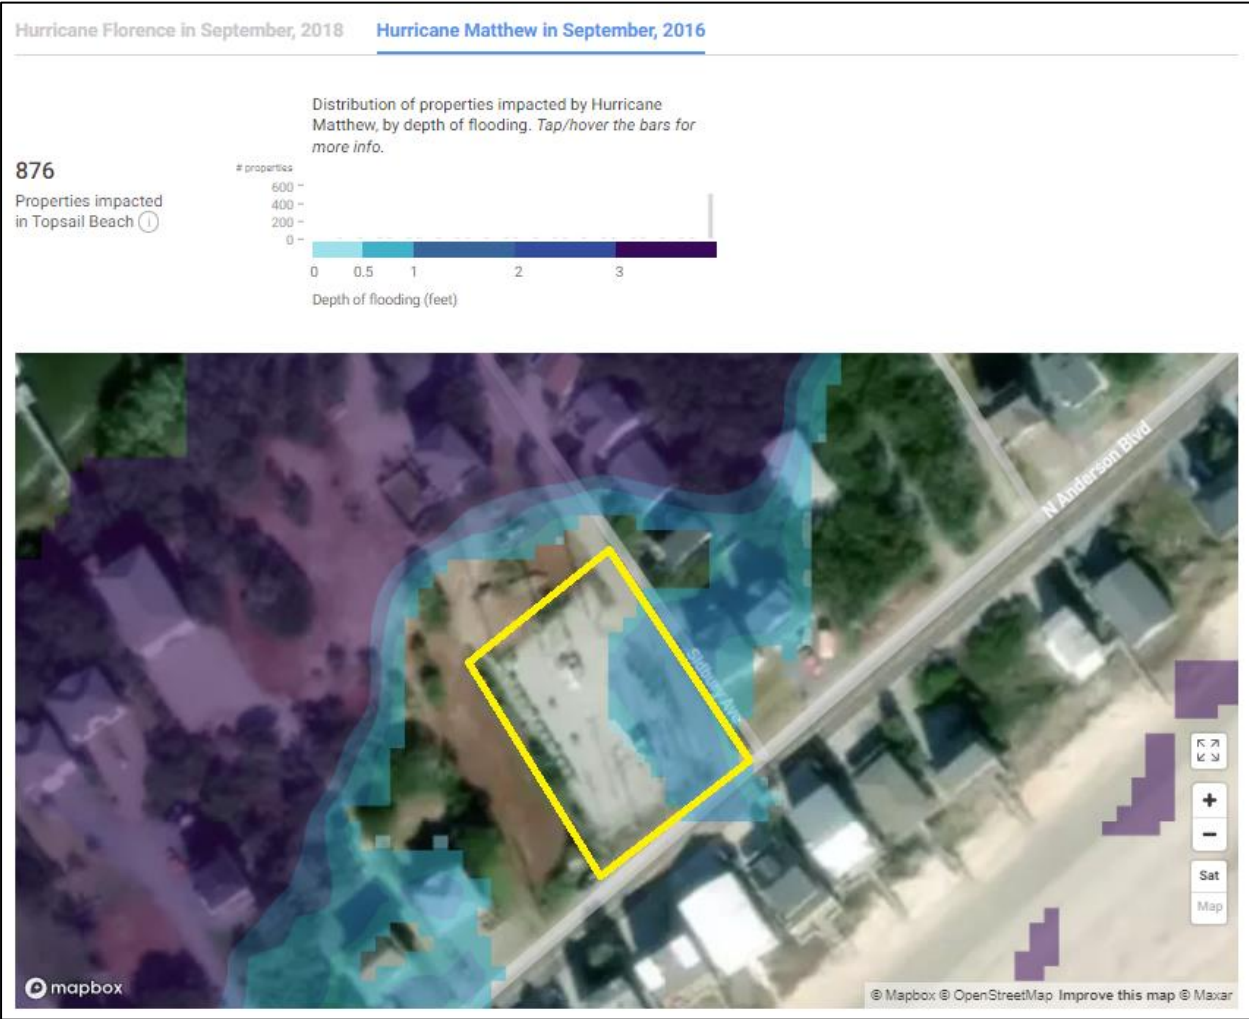 Hurricane Florence in September, 2018
Hurricane Matthew in September, 2016
Distribution of properties impacted by Hurricane
Matthew, by depth of flooding. Tap/hover the bars for
more info.
876
Properties impacted
in Topsail Beach i
# properties
600
400
200
0
0 0.5 1 2 3
Depth of flooding (feet)
N Anderson Blvd
Sidbury Ave
+
−
Sat
Map
mapbox
© Mapbox © OpenStreetMap Improve this map © Maxar